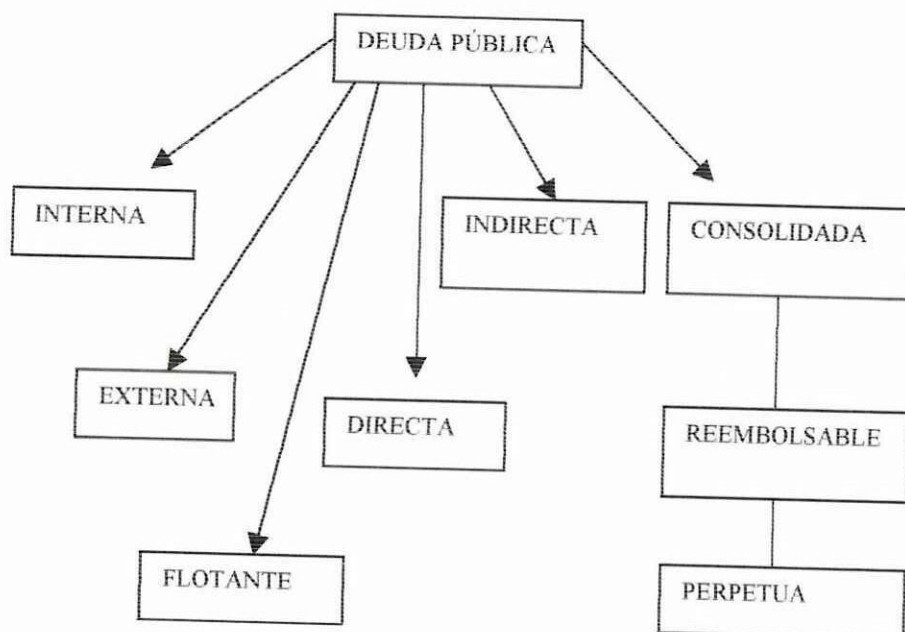 DEUDA PÚBLICA
INTERNA
INDIRECTA
CONSOLIDADA
EXTERNA
DIRECTA
REEMBOLSABLE
FLOTANTE
PERPETUA